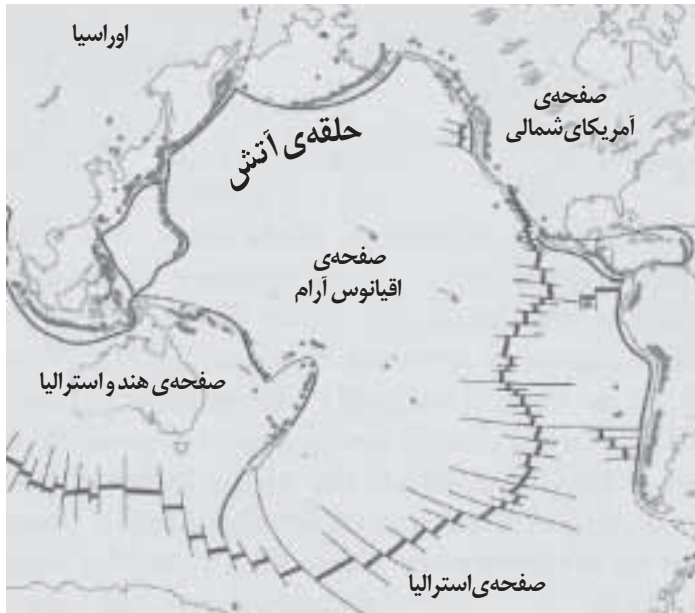 اوراسیا
صفحه‌ی
آمریکای شمالی
حلقه‌ی آتش
صفحه‌ی
اقیانوس آرام
صفحه‌ی هند و استرالیا
صفحه‌ی استرالیا